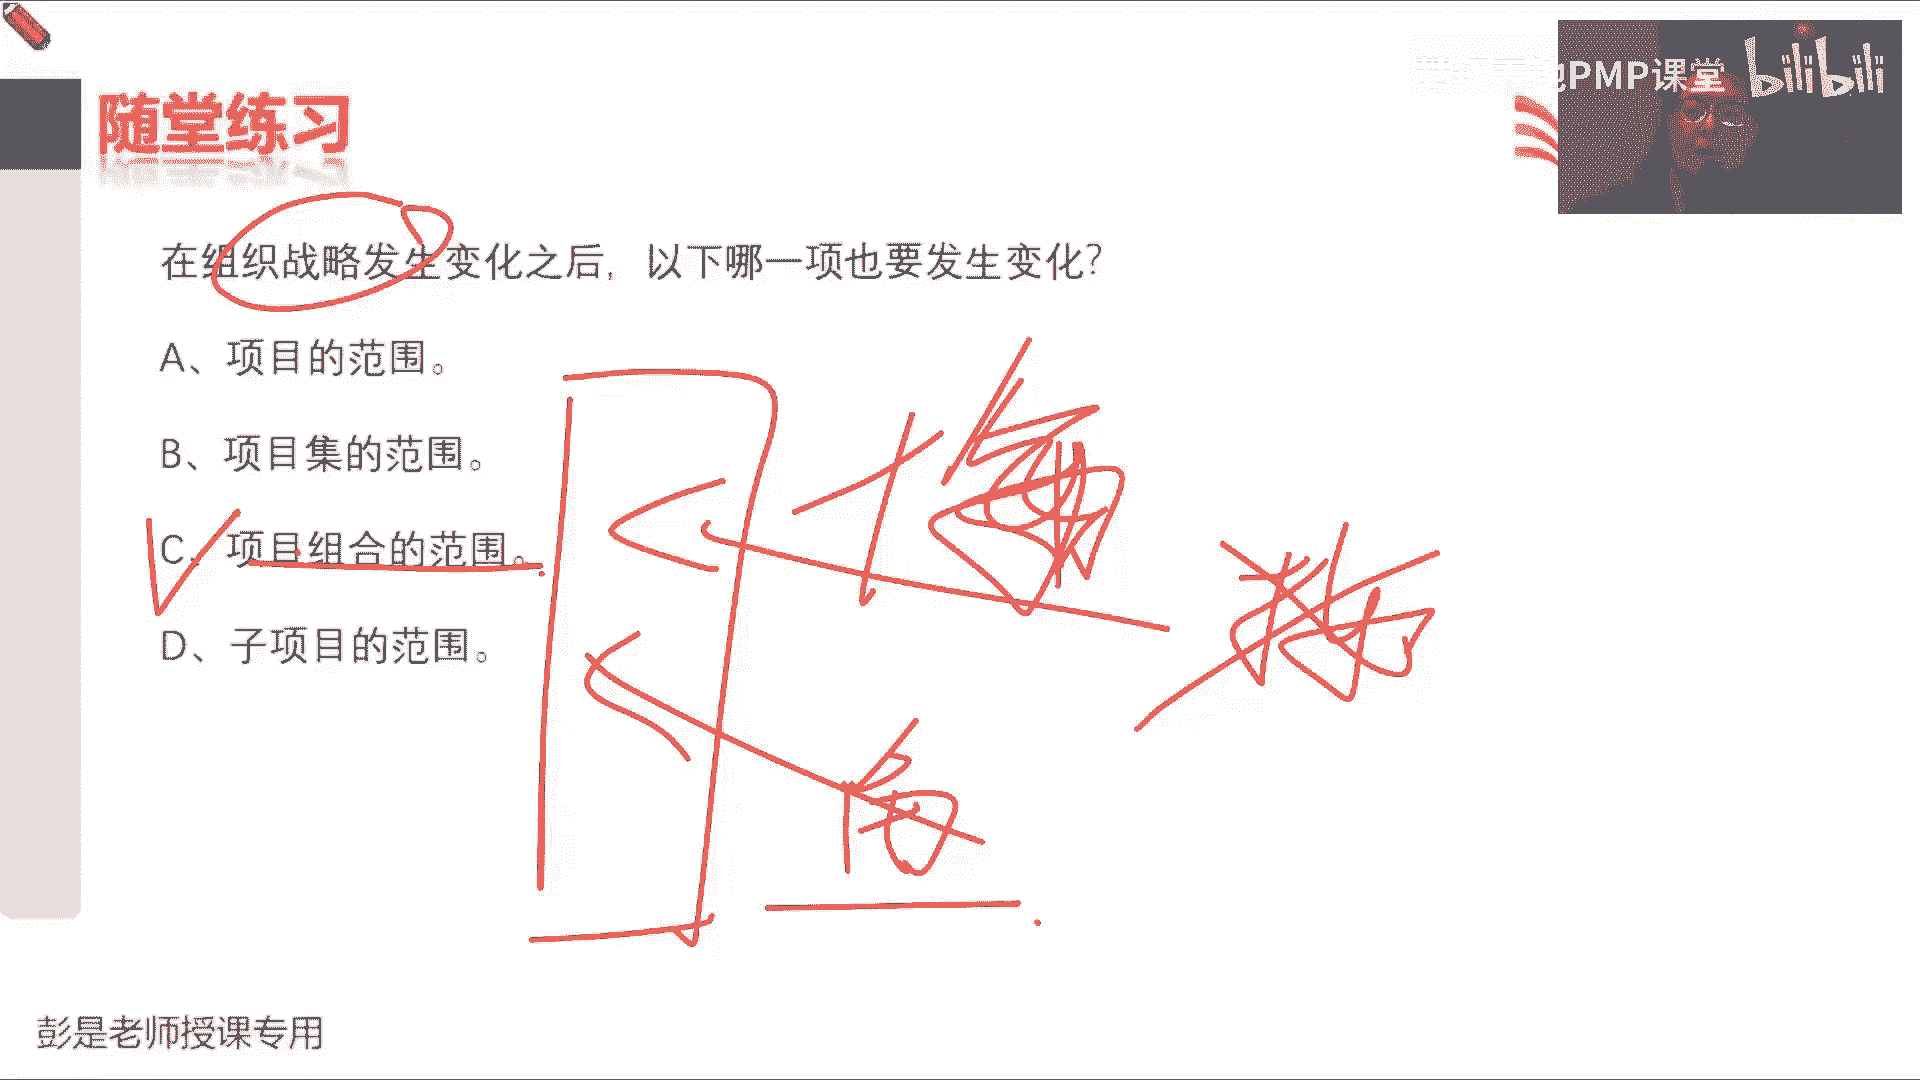 随堂练习
PMP课堂 bilibili
在组织战略发生变化之后，以下哪一项也要发生变化？
A、项目的范围。
B、项目集的范围。
C、项目组合的范围。
D、子项目的范围。
彭是老师授课专用